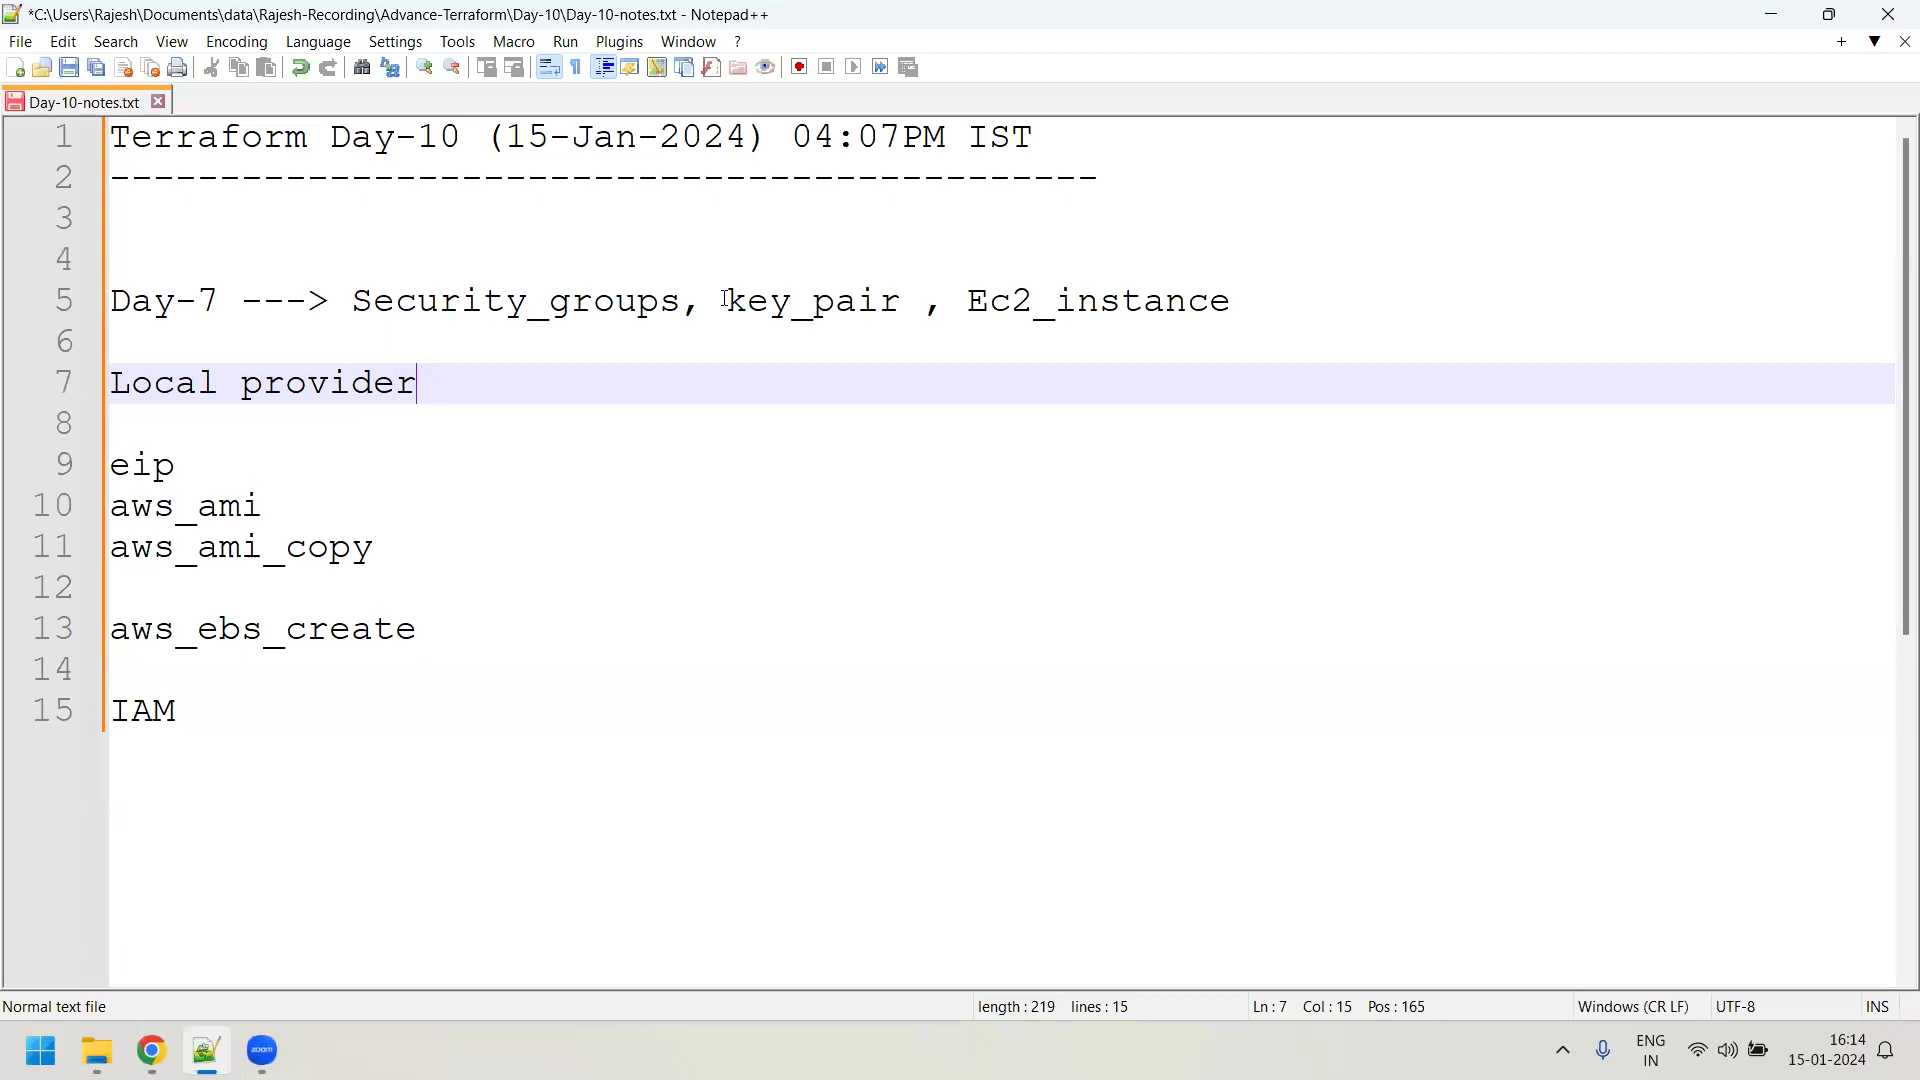 *C:\Users\Rajesh\Documents\data\Rajesh-Recording\Advance-Terraform\Day-10\Day-10-notes.txt - Notepad++
File Edit Search View Encoding Language Settings Tools Macro Run Plugins Window ?
Day-10-notes.txt
1 Terraform Day-10 (15-Jan-2024) 04:07PM IST
2 ---------------------------------------------
3
4
5 Day-7 ---> Security_groups, key_pair , Ec2_instance
6
7 Local provider
8
9 eip
10 aws_ami
11 aws_ami_copy
12
13 aws_ebs_create
14
15 IAM
Normal text file length : 219 lines : 15 Ln : 7 Col : 15 Pos : 165 Windows (CR LF) UTF-8 INS
zoom
ENG
IN
16:14
15-01-2024